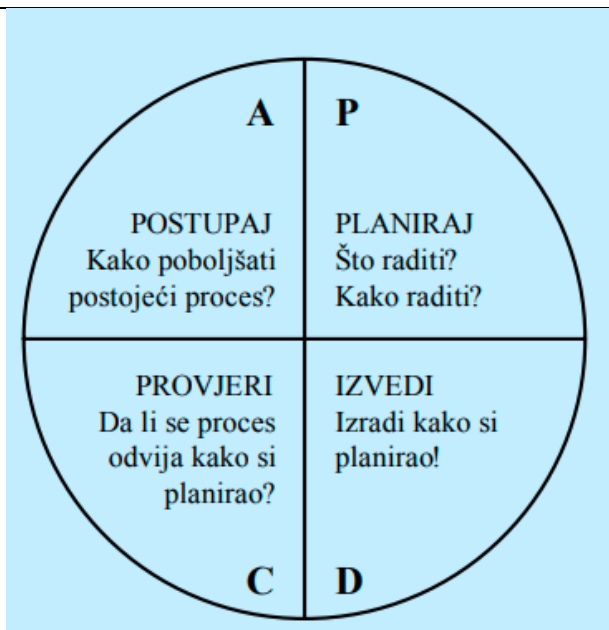 A
POSTUPAJ
Kako poboljšati
postojeći proces?
P
PLANIRAJ
Što raditi?
Kako raditi?
PROVJERI
Da li se proces
odvija kako si
planirao?
C
IZVEDI
Izradi kako si
planirao!
D